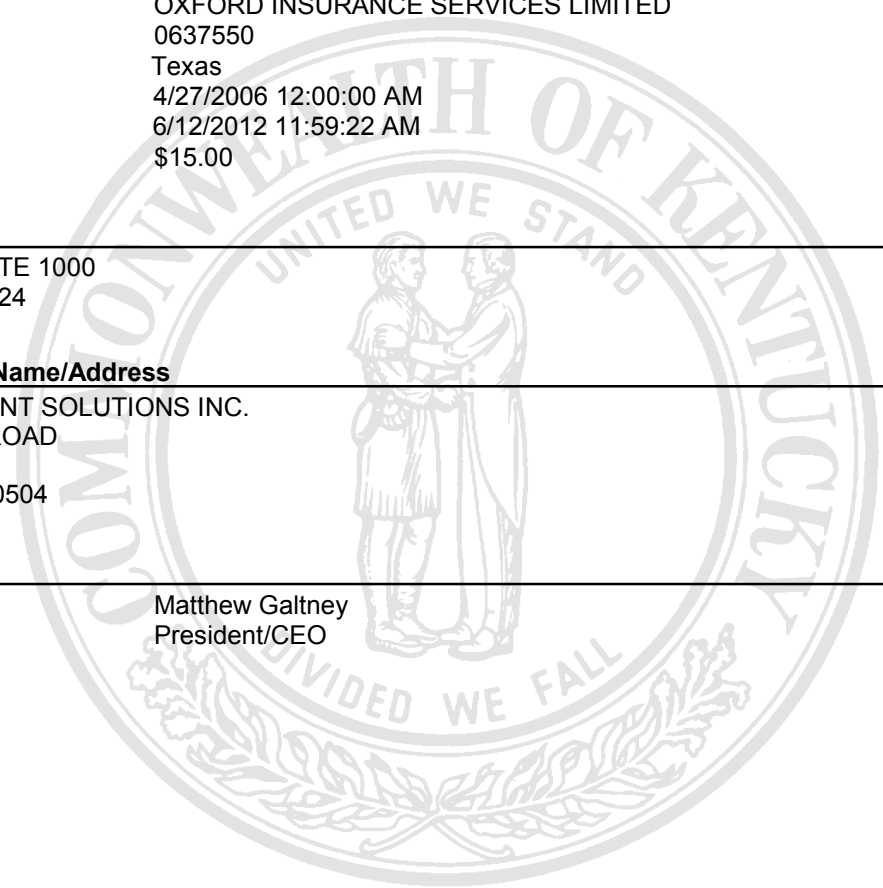 OXFORD INSURANCE SERVICES LIMITED
0637550
Texas
4/27/2006 12:00:00 AM
6/12/2012 11:59:22 AM
$15.00
TE 1000
24
Name/Address
NT SOLUTIONS INC.
OAD
0504
Matthew Galtney
President/CEO
COMMONWEALTH OF KENTUCKY
UNITED WE STAND
DIVIDED WE FALL